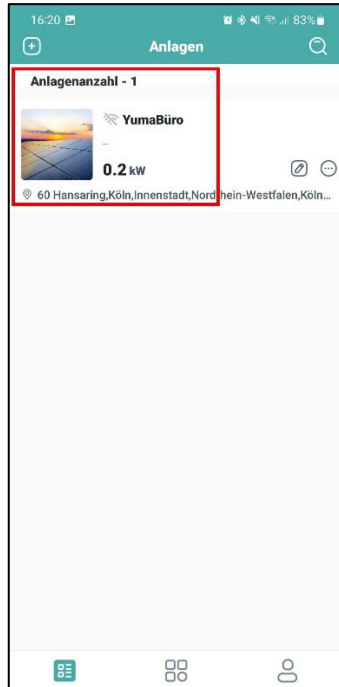 16:20 83%
Anlagen
Anlagenanzahl - 1
YumaBüro
--
0.2 kW
60 Hansaring,Köln,Innenstadt,Nordrhein-Westfalen,Köln...